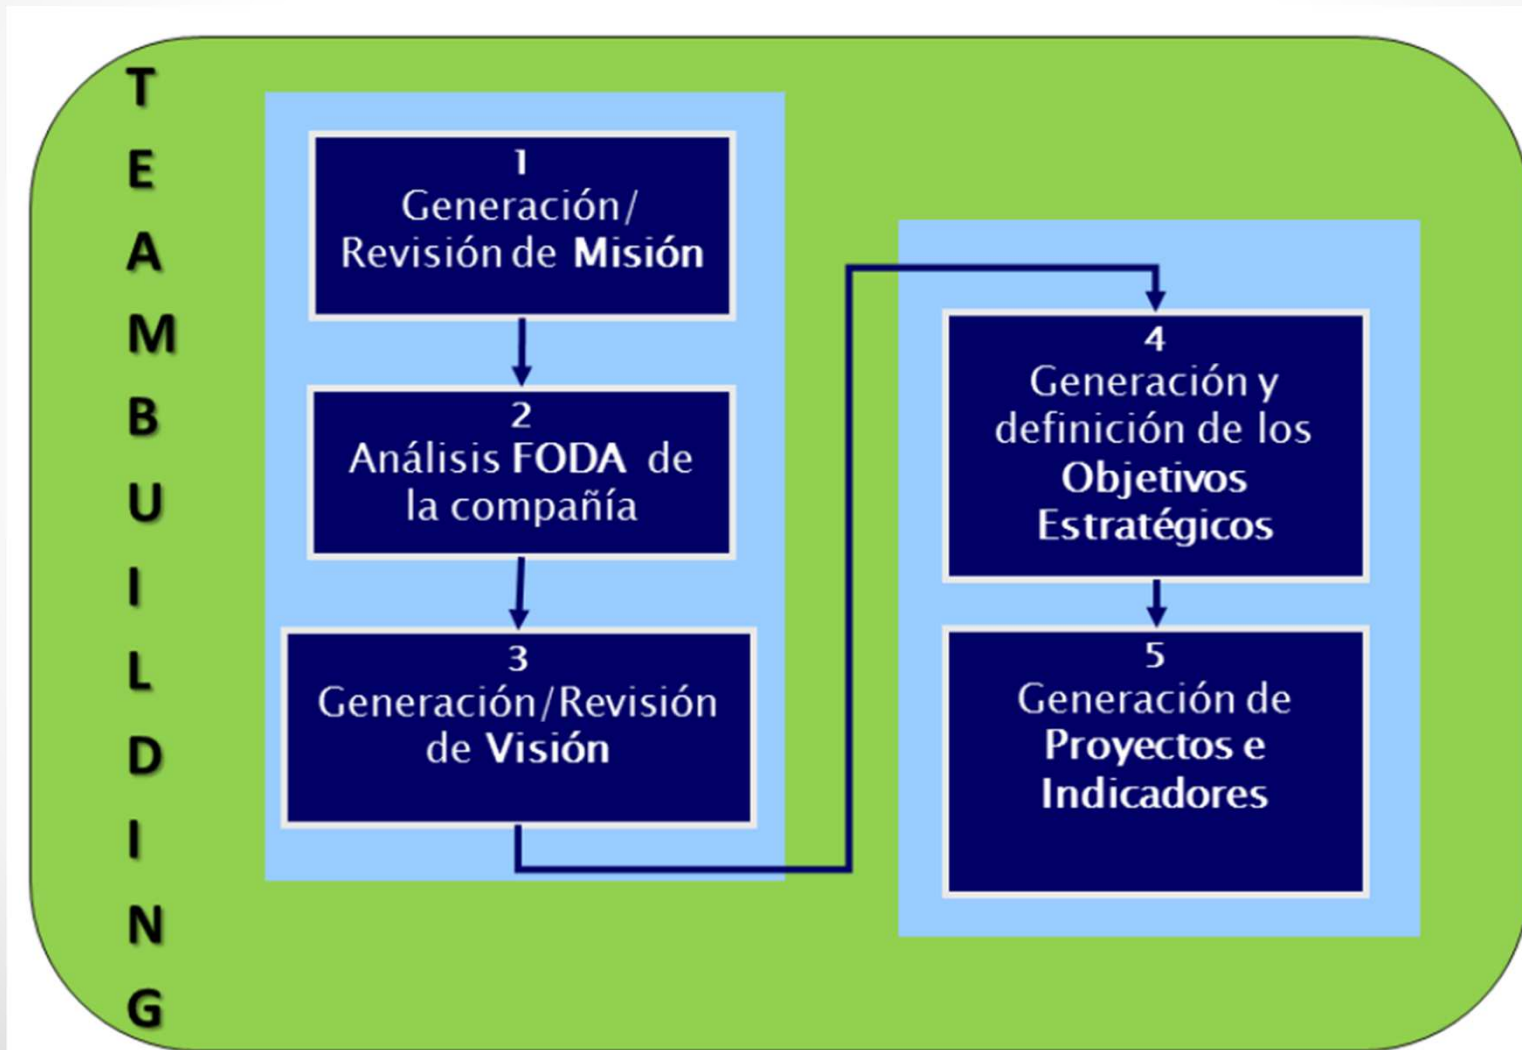 TEAMBUILDING
1
Generación/
Revisión de Misión
2
Análisis FODA de
la compañía
3
Generación/Revisión
de Visión
4
Generación y
definición de los
Objetivos
Estratégicos
5
Generación de
Proyectos e
Indicadores